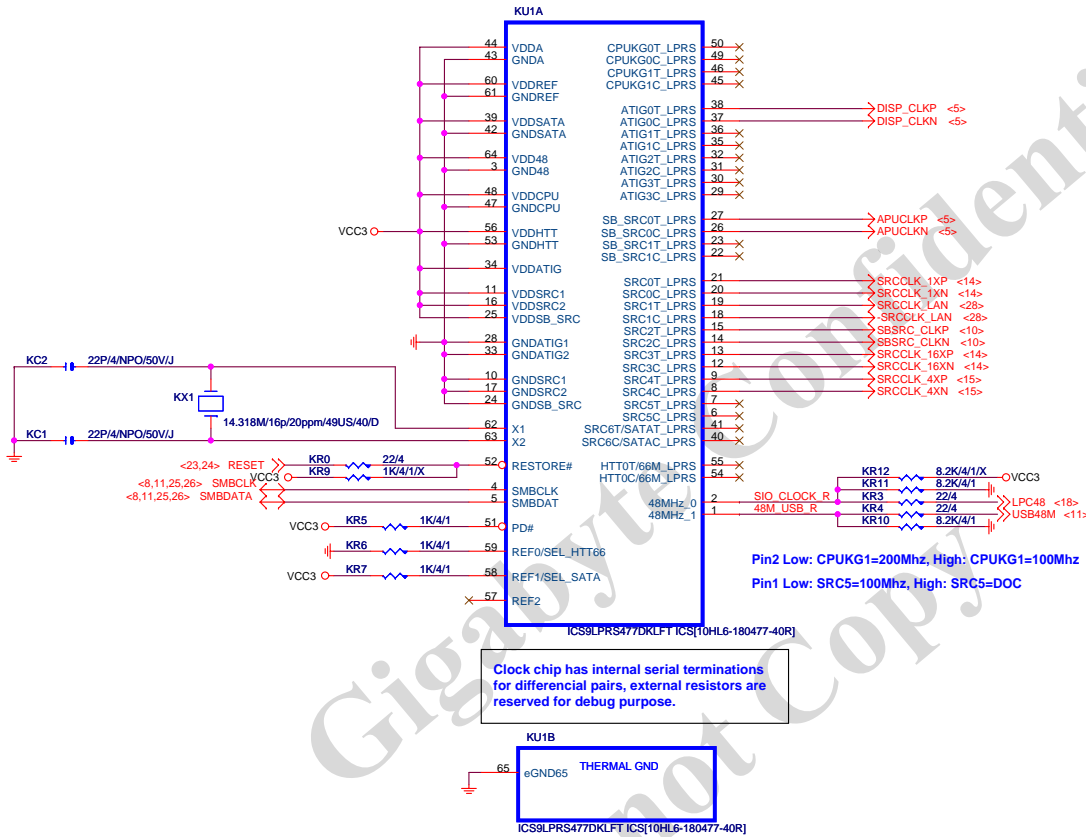 KU1A
44 VDDA
43 GNDA
60 VDDREF
61 GNDREF
39 VDDSATA
42 GNDSATA
64 VDD48
3 GND48
48 VDDCPU
47 GNDCPU
VCC3
56 VDDHTT
53 GNDHTT
34 VDDATIG
11 VDDSRC1
16 VDDSRC2
25 VDDSB_SRC
28 GNDATIG1
33 GNDATIG2
10 GNDSRC1
17 GNDSRC2
24 GNDSB_SRC
62 X1
63 X2
KC2 22P/4/NPO/50V/J
KX1
14.318M/16p/20ppm/49US/40/D
KC1 22P/4/NPO/50V/J
<23,24> RESET KR0 22/4
VCC3 KR9 1K/4/1/X
52 RESTORE#
<8,11,25,26> SMBCLK 4 SMBCLK
<8,11,25,26> SMBDATA 5 SMBDAT
VCC3 KR5 1K/4/1 51 PD#
KR6 1K/4/1 59 REF0/SEL_HTT66
VCC3 KR7 1K/4/1 58 REF1/SEL_SATA
57 REF2
CPUKG0T_LPRS 50
CPUKG0C_LPRS 49
CPUKG1T_LPRS 46
CPUKG1C_LPRS 45
ATIG0T_LPRS 38 DISP_CLKP <5>
ATIG0C_LPRS 37 DISP_CLKN <5>
ATIG1T_LPRS 36
ATIG1C_LPRS 35
ATIG2T_LPRS 32
ATIG2C_LPRS 31
ATIG3T_LPRS 30
ATIG3C_LPRS 29
SB_SRC0T_LPRS 27 APUCLKP <5>
SB_SRC0C_LPRS 26 APUCLKN <5>
SB_SRC1T_LPRS 23
SB_SRC1C_LPRS 22
SRC0T_LPRS 21 SRCCLK_1XP <14>
SRC0C_LPRS 20 SRCCLK_1XN <14>
SRC1T_LPRS 19 SRCCLK_LAN <28>
SRC1C_LPRS 18 -SRCCLK_LAN <28>
SRC2T_LPRS 15 SBSRC_CLKP <10>
SRC2C_LPRS 14 SBSRC_CLKN <10>
SRC3T_LPRS 13 SRCCLK_16XP <14>
SRC3C_LPRS 12 SRCCLK_16XN <14>
SRC4T_LPRS 9 SRCCLK_4XP <15>
SRC4C_LPRS 8 SRCCLK_4XN <15>
SRC5T_LPRS 7
SRC5C_LPRS 6
SRC6T/SATAT_LPRS 41
SRC6C/SATAC_LPRS 40
HTT0T/66M_LPRS 55
HTT0C/66M_LPRS 54
48MHz_0 2 SIO_CLOCK_R
48MHz_1 1 48M_USB_R
KR12 8.2K/4/1/X VCC3
KR11 8.2K/4/1
KR3 22/4 LPC48 <18>
KR4 22/4 USB48M <11>
KR10 8.2K/4/1
Pin2 Low: CPUKG1=200Mhz, High: CPUKG1=100Mhz
Pin1 Low: SRC5=100Mhz, High: SRC5=DOC
ICS9LPRS477DKLFT ICS[10HL6-180477-40R]
Clock chip has internal serial terminations
for differencial pairs, external resistors are
reserved for debug purpose.
KU1B
65 eGND65
THERMAL GND
ICS9LPRS477DKLFT ICS[10HL6-180477-40R]
Gigabyte Confidenti
not Copy